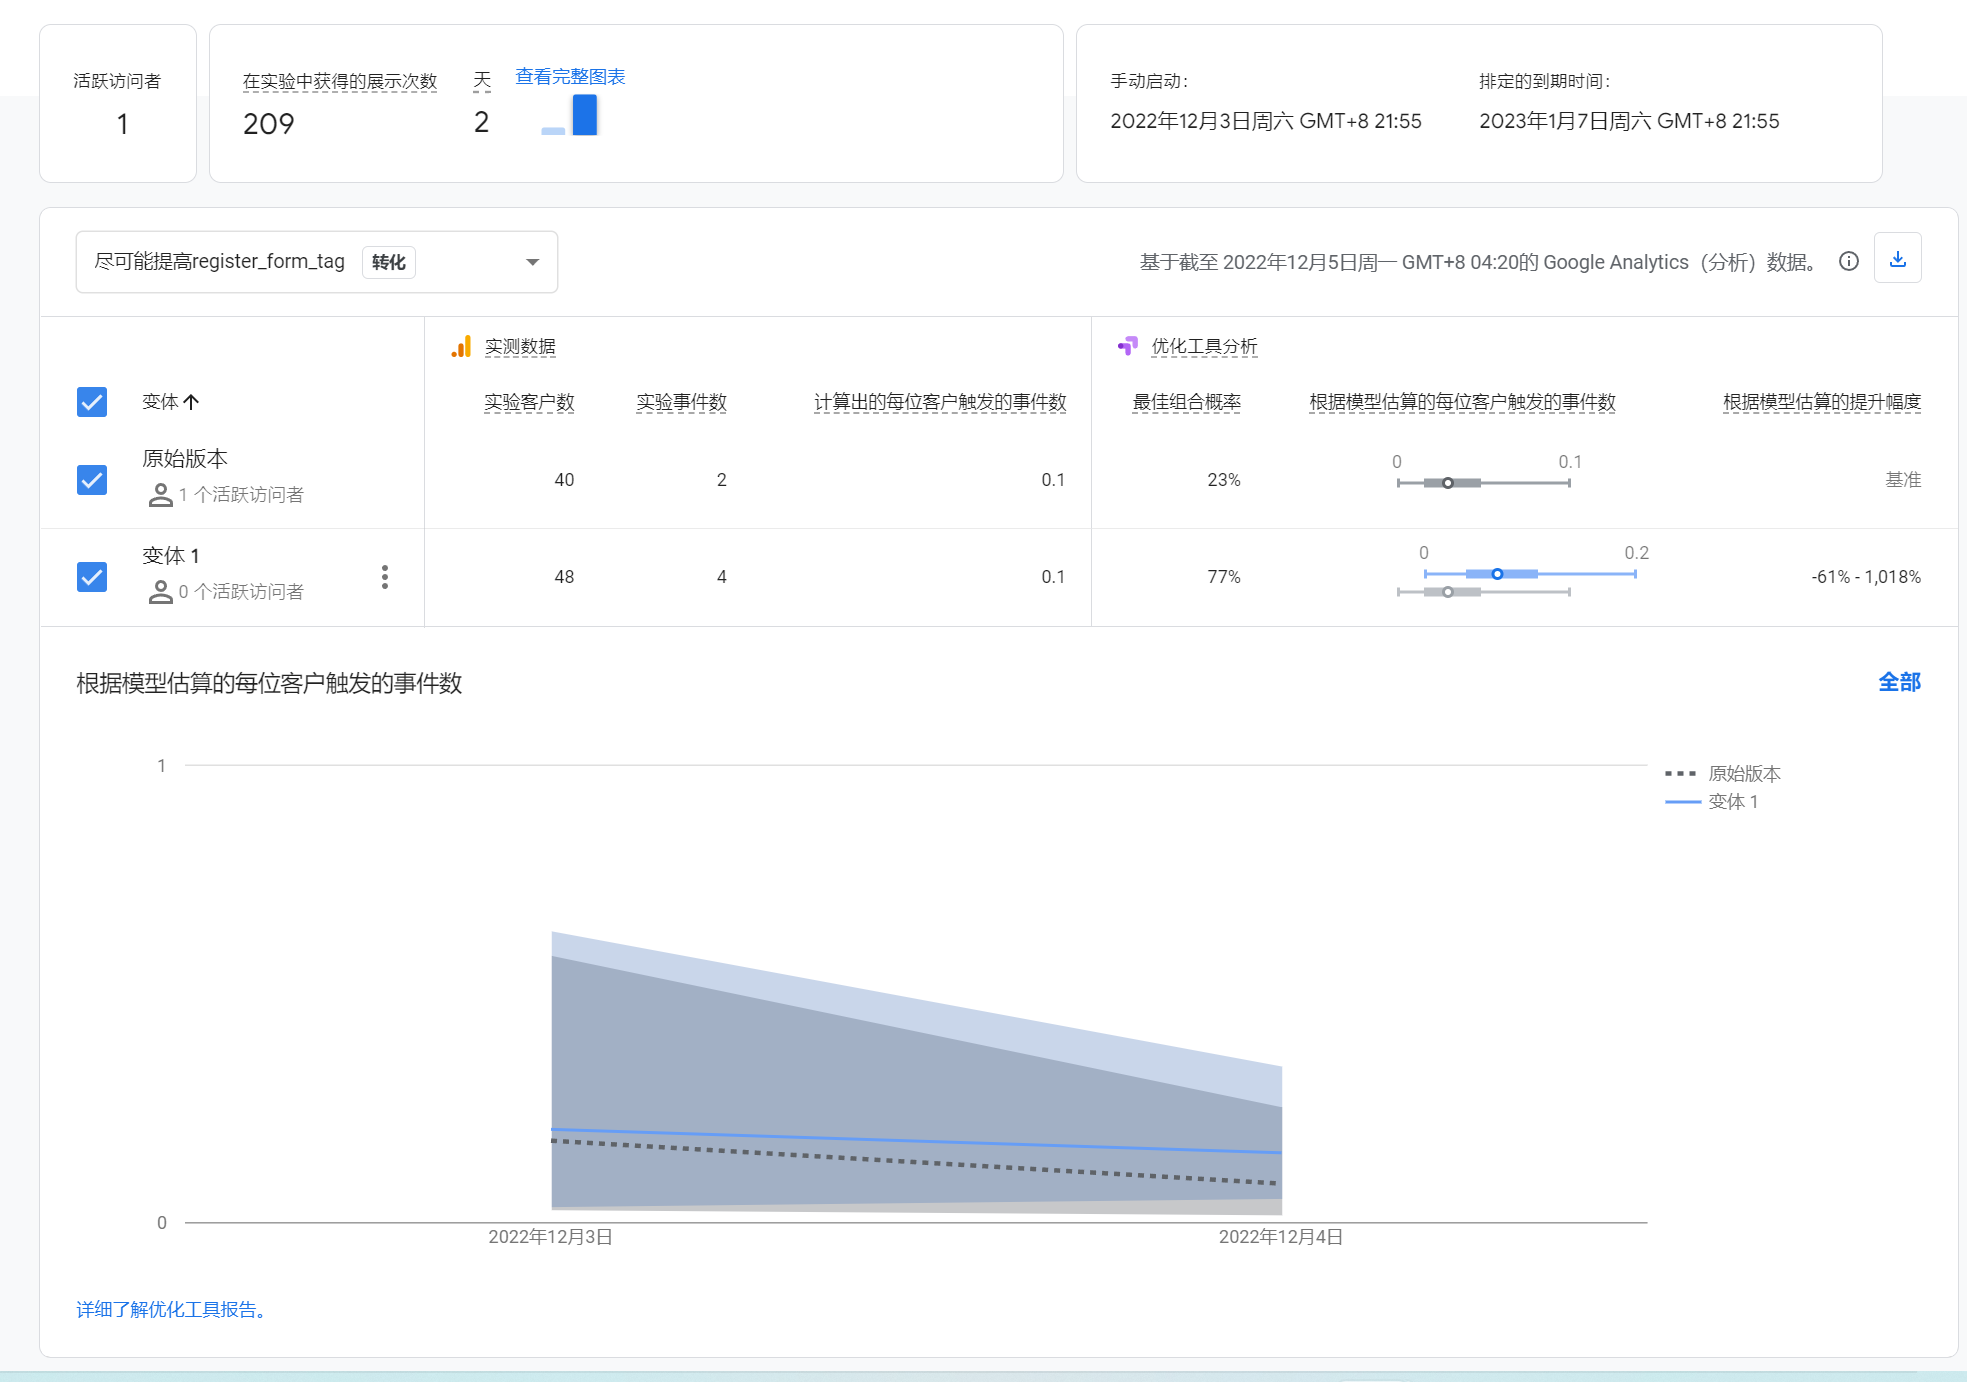 活跃访问者
1
在实验中获得的展示次数
209
天
2
查看完整图表
手动启动：
2022年12月3日周六 GMT+8 21:55
排定的到期时间：
2023年1月7日周六 GMT+8 21:55
尽可能提高register_form_tag 转化
基于截至 2022年12月5日周一 GMT+8 04:20的 Google Analytics（分析）数据。
实测数据
优化工具分析
变体
实验客户数
实验事件数
计算出的每位客户触发的事件数
最佳组合概率
根据模型估算的每位客户触发的事件数
根据模型估算的提升幅度
原始版本
1 个活跃访问者
40
2
0.1
23%
0
0.1
基准
变体 1
0 个活跃访问者
48
4
0.1
77%
0
0.2
-61% - 1,018%
根据模型估算的每位客户触发的事件数
全部
1
原始版本
变体 1
0
2022年12月3日
2022年12月4日
详细了解优化工具报告。